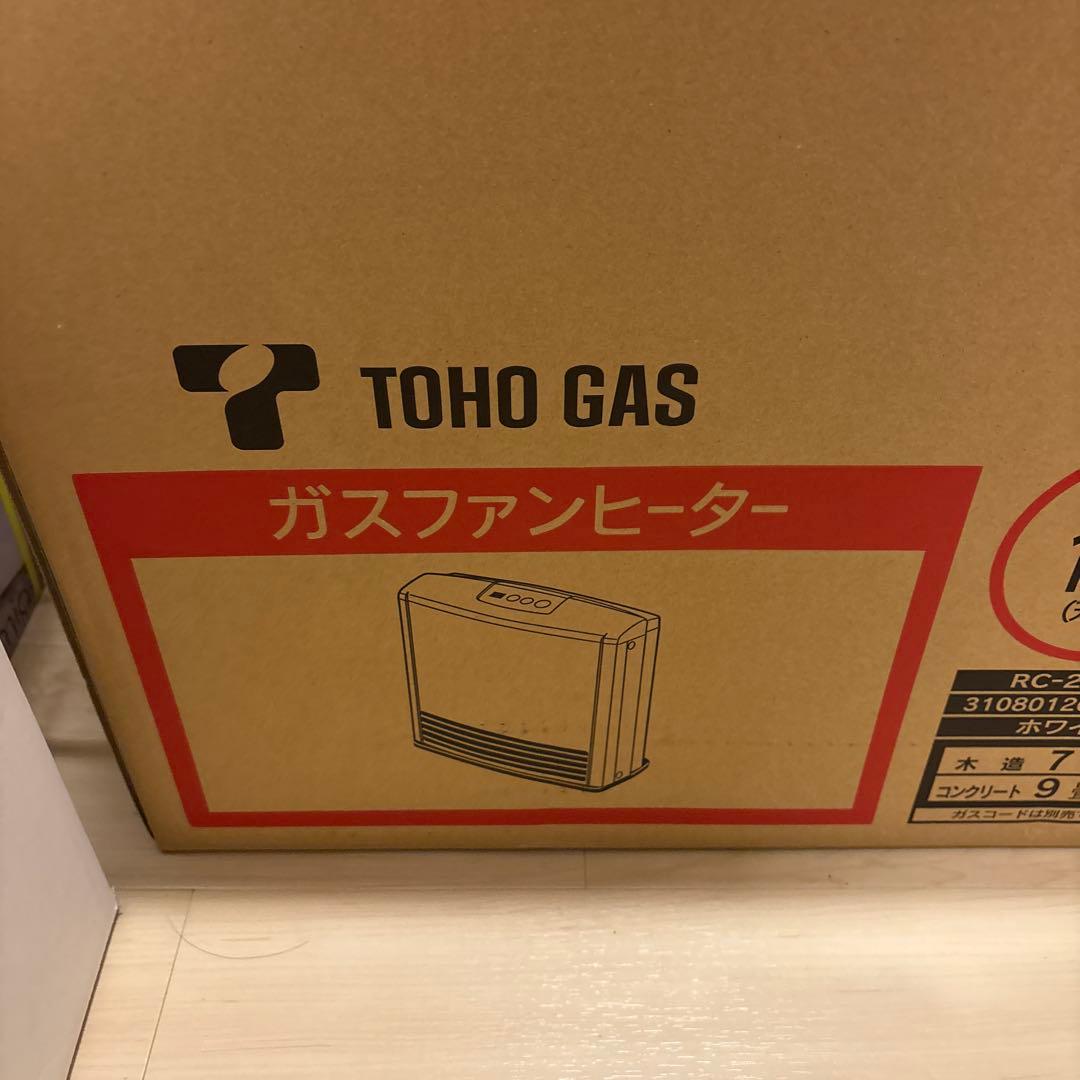 TOHO GAS
ガスファンヒーター
RC-2
3108012
ホワイ
木造 7
コンクリート 9畳
ガスコードは別売